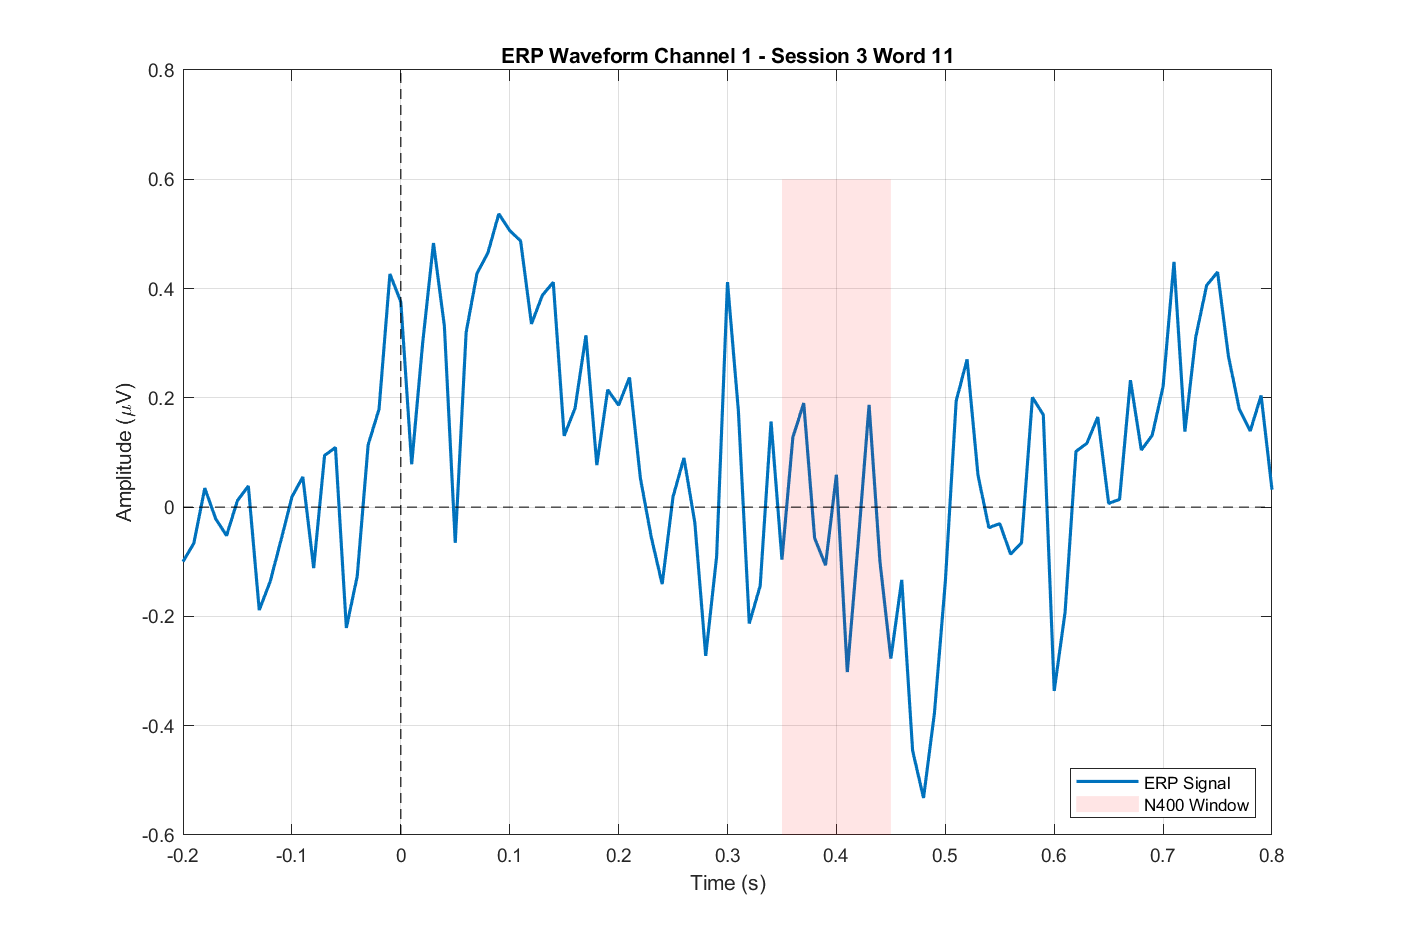 ERP Waveform Channel 1 - Session 3 Word 11
0.8
0.6
0.4
0.2
0
-0.2
-0.4
-0.6
Amplitude (μV)
-0.2 -0.1 0 0.1 0.2 0.3 0.4 0.5 0.6 0.7 0.8
Time (s)
ERP Signal
N400 Window